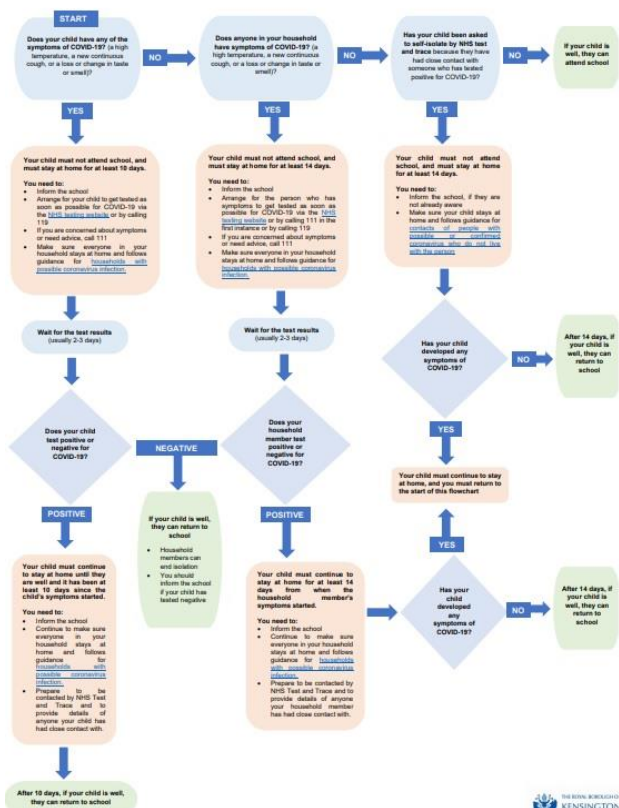 START
Does your child have any of the
symptoms of COVID-19? (a high
temperature, a new continuous
cough, or a loss or change in taste
or smell)?
NO
Does anyone in your household
have symptoms of COVID-19? (a
high temperature, a new continuous
cough, or a loss or change in taste
or smell)?
NO
Has your child been asked
to self-isolate by NHS test
and trace because they have
had close contact with
someone who has tested
positive for COVID-19?
NO
If your child is
well, they can
attend school
YES
YES
YES
Your child must not attend school, and
must stay at home for at least 10 days.
You need to:
• Inform the school
• Arrange for your child to get tested as
soon as possible for COVID-19 via
the NHS testing website or by calling
119
• If you are concerned about symptoms
or need advice, call 111
• Make sure everyone in your
household stays at home and follows
guidance for households with
possible coronavirus infection.
Your child must not attend school, and
must stay at home for at least 14 days.
You need to:
• Inform the school
• Arrange for the person who has
symptoms to get tested as soon as
possible for COVID-19 via the NHS
testing website or by calling 111 in
the first instance or by calling 119
• If you are concerned about symptoms
or need advice, call 111
• Make sure everyone in your household
stays at home and follows guidance for
households with possible coronavirus
infection.
Your child must not attend
school, and must stay at home
for at least 14 days.
You need to:
• Inform the school, if they are
not already aware
• Make sure your child stays at
home and follows guidance for
contacts of people with
possible or confirmed
coronavirus who do not live
with the person
Wait for the test results
(usually 2-3 days)
Wait for the test results
(usually 2-3 days)
Has your child
developed any
symptoms of
COVID-19?
NO
After 14 days, if
your child is
well, they can
return to
school
Does your child
test positive or
negative for
COVID-19?
NEGATIVE
Does your
household
member test
positive or
negative for
COVID-19?
YES
Your child must continue to stay
at home, and you must return to
the start of this flowchart
POSITIVE
If your child is well,
they can return to
school
• Household
members can
end isolation
• You should
inform the school
if your child has
tested negative
POSITIVE
YES
Your child must continue
to stay at home until they
are well and it has been at
least 10 days since the
child's symptoms started.
You need to:
• Inform the school
• Continue to make sure
everyone in your
household stays at
home and follows
guidance for
households with
possible coronavirus
infection.
• Prepare to be
contacted by NHS Test
and Trace and to
provide details of
anyone your child has
had close contact with.
Your child must continue to
stay at home for at least 14
days from when the
household member's
symptoms started.
You need to:
• Inform the school
• Continue to make sure
everyone in your household
stays at home and follows
guidance for households
with possible coronavirus
infection.
• Prepare to be contacted by
NHS Test and Trace and to
provide details of anyone
your household member
has had close contact with.
Has your
child
developed
any
symptoms of
COVID-19?
NO
After 14 days, if
your child is
well, they can
return to
school
After 10 days, if your child is well,
they can return to school
THE ROYAL BOROUGH OF
KENSINGTON